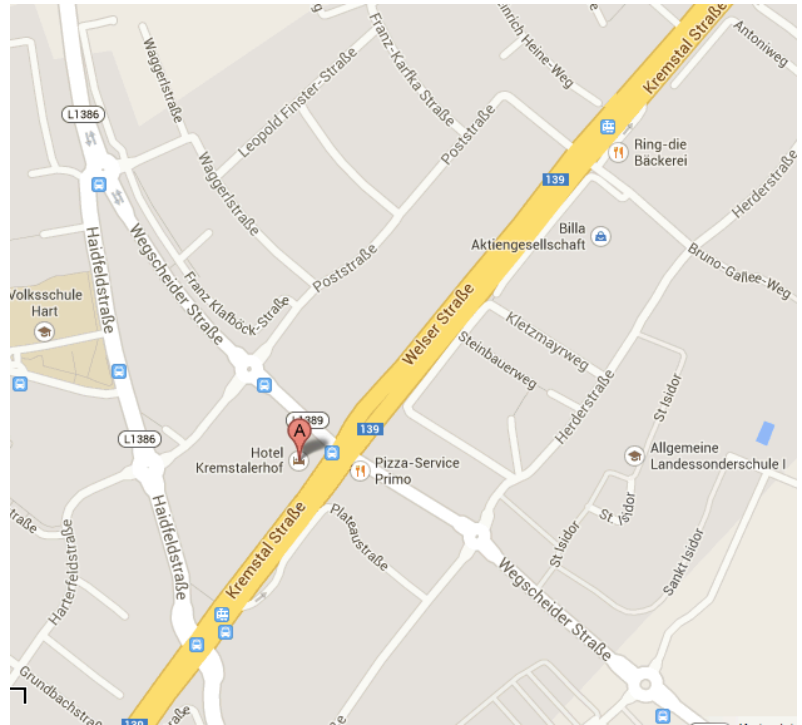 Waggerlstraße
Franz-Karfka Straße
Heinrich Heine-Weg
Kremstal Straße
Antoniweg
Leopold Finster-Straße
L1386
Poststraße
Ring-die
Bäckerei
139
Waggerlstraße
Herderstraße
Billa
Aktiengesellschaft
Haidfeldstraße
Wegscheider Straße
Poststraße
Bruno-Gallee-Weg
Franz Klafböck-Straße
Volksschule
Hart
Welser Straße
Kletzmayrweg
Steinbauerweg
Herderstraße
St Isidor
L1389
A
139
L1386
Hotel
Kremstalerhof
Pizza-Service
Primo
Allgemeine
Landessonderschule I
Haidfeldstraße
Plateaustraße
St. Isidor
Kremstal Straße
St Isidor
Sankt Isidor
Harterfeldstraße
Wegscheider Straße
Grundbachstraße
139